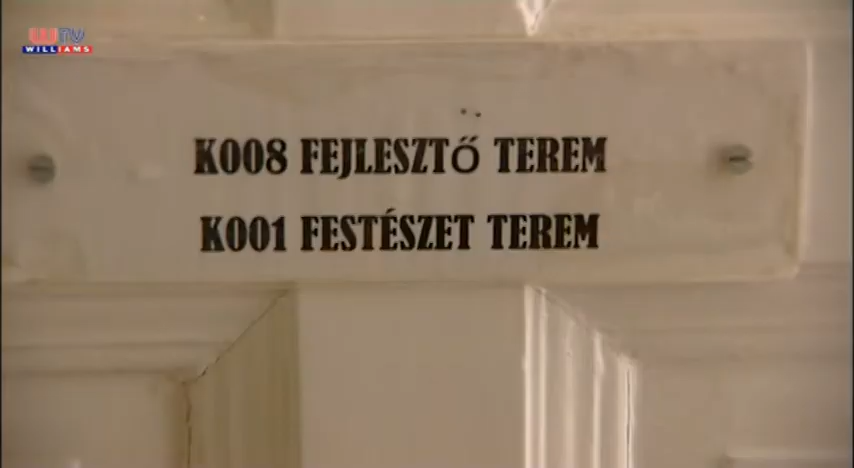 WTV
WILLIAMS
K008 FEJLESZTŐ TEREM
K001 FESTÉSZET TEREM